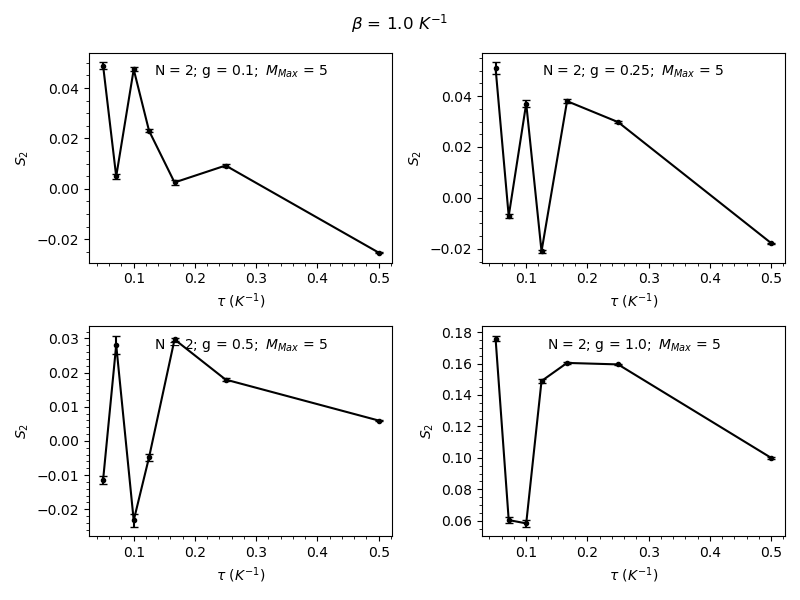 β = 1.0 K⁻¹
N = 2; g = 0.1; M_Max = 5
S₂
0.04
0.02
0.00
−0.02
0.1 0.2 0.3 0.4 0.5
τ (K⁻¹)
N = 2; g = 0.25; M_Max = 5
S₂
0.04
0.02
0.00
−0.02
0.1 0.2 0.3 0.4 0.5
τ (K⁻¹)
N = 2; g = 0.5; M_Max = 5
S₂
0.03
0.02
0.01
0.00
−0.01
−0.02
0.1 0.2 0.3 0.4 0.5
τ (K⁻¹)
N = 2; g = 1.0; M_Max = 5
S₂
0.18
0.16
0.14
0.12
0.10
0.08
0.06
0.1 0.2 0.3 0.4 0.5
τ (K⁻¹)